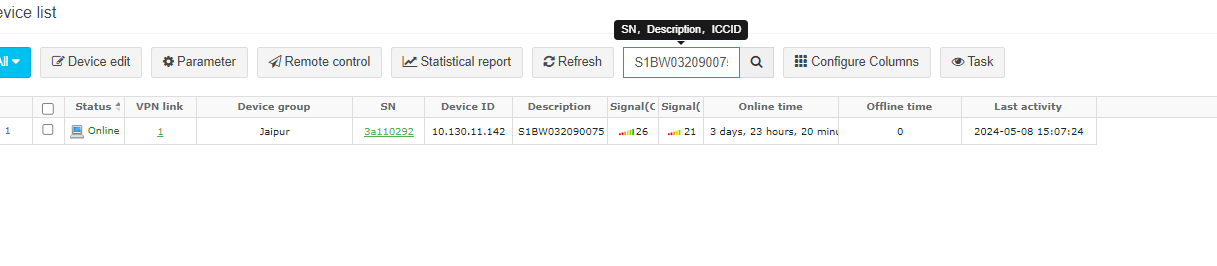 evice list
SN, Description, ICCID
All Device edit Parameter Remote control Statistical report Refresh S1BW03209007 Configure Columns Task
Status VPN link Device group SN Device ID Description Signal(C Signal( Online time Offline time Last activity
1 Online 1 Jaipur 3a110292 10.130.11.142 S1BW032090075 26 21 3 days, 23 hours, 20 minu 0 2024-05-08 15:07:24